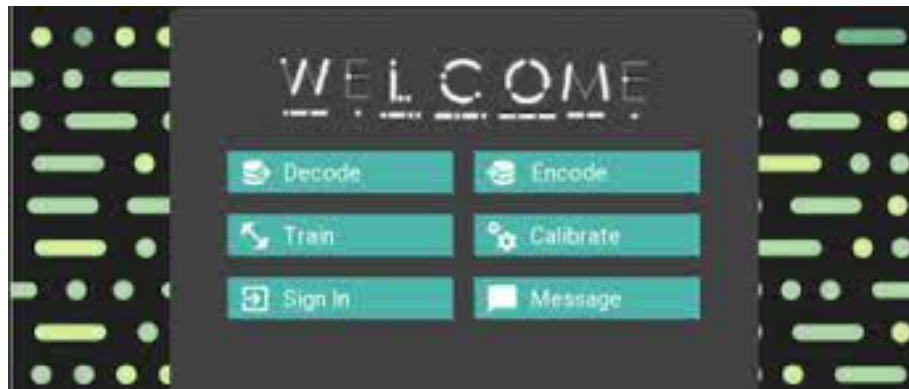 WELCOME
Decode
Encode
Train
Calibrate
Sign In
Message